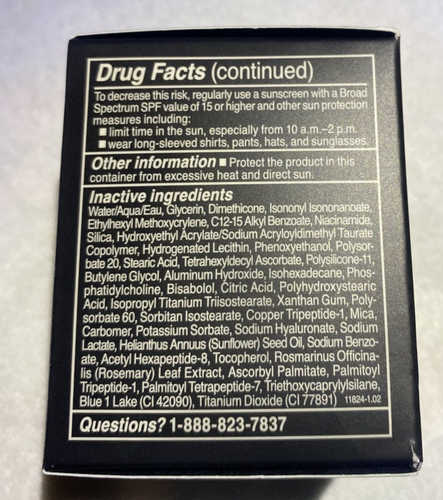 Drug Facts (continued)
To decrease this risk, regularly use a sunscreen with a Broad
Spectrum SPF value of 15 or higher and other sun protection
measures including:
■ limit time in the sun, especially from 10 a.m.–2 p.m.
■ wear long-sleeved shirts, pants, hats, and sunglasses.
Other information ■ Protect the product in this
container from excessive heat and direct sun.
Inactive ingredients
Water/Aqua/Eau, Glycerin, Dimethicone, Isononyl Isononanoate,
Ethylhexyl Methoxycrylene, C12-15 Alkyl Benzoate, Niacinamide,
Silica, Hydroxyethyl Acrylate/Sodium Acryloyldimethyl Taurate
Copolymer, Hydrogenated Lecithin, Phenoxyethanol, Polysor-
bate 20, Stearic Acid, Tetrahexyldecyl Ascorbate, Polysilicone-11,
Butylene Glycol, Aluminum Hydroxide, Isohexadecane, Phos-
phatidylcholine, Bisabolol, Citric Acid, Polyhydroxystearic
Acid, Isopropyl Titanium Triisostearate, Xanthan Gum, Poly-
sorbate 60, Sorbitan Isostearate, Copper Tripeptide-1, Mica,
Carbomer, Potassium Sorbate, Sodium Hyaluronate, Sodium
Lactate, Helianthus Annuus (Sunflower) Seed Oil, Sodium Benzo-
ate, Acetyl Hexapeptide-8, Tocopherol, Rosmarinus Officina-
lis (Rosemary) Leaf Extract, Ascorbyl Palmitate, Palmitoyl
Tripeptide-1, Palmitoyl Tetrapeptide-7, Triethoxycaprylylsilane,
Blue 1 Lake (CI 42090), Titanium Dioxide (CI 77891) 11824-1.02
Questions? 1-888-823-7837